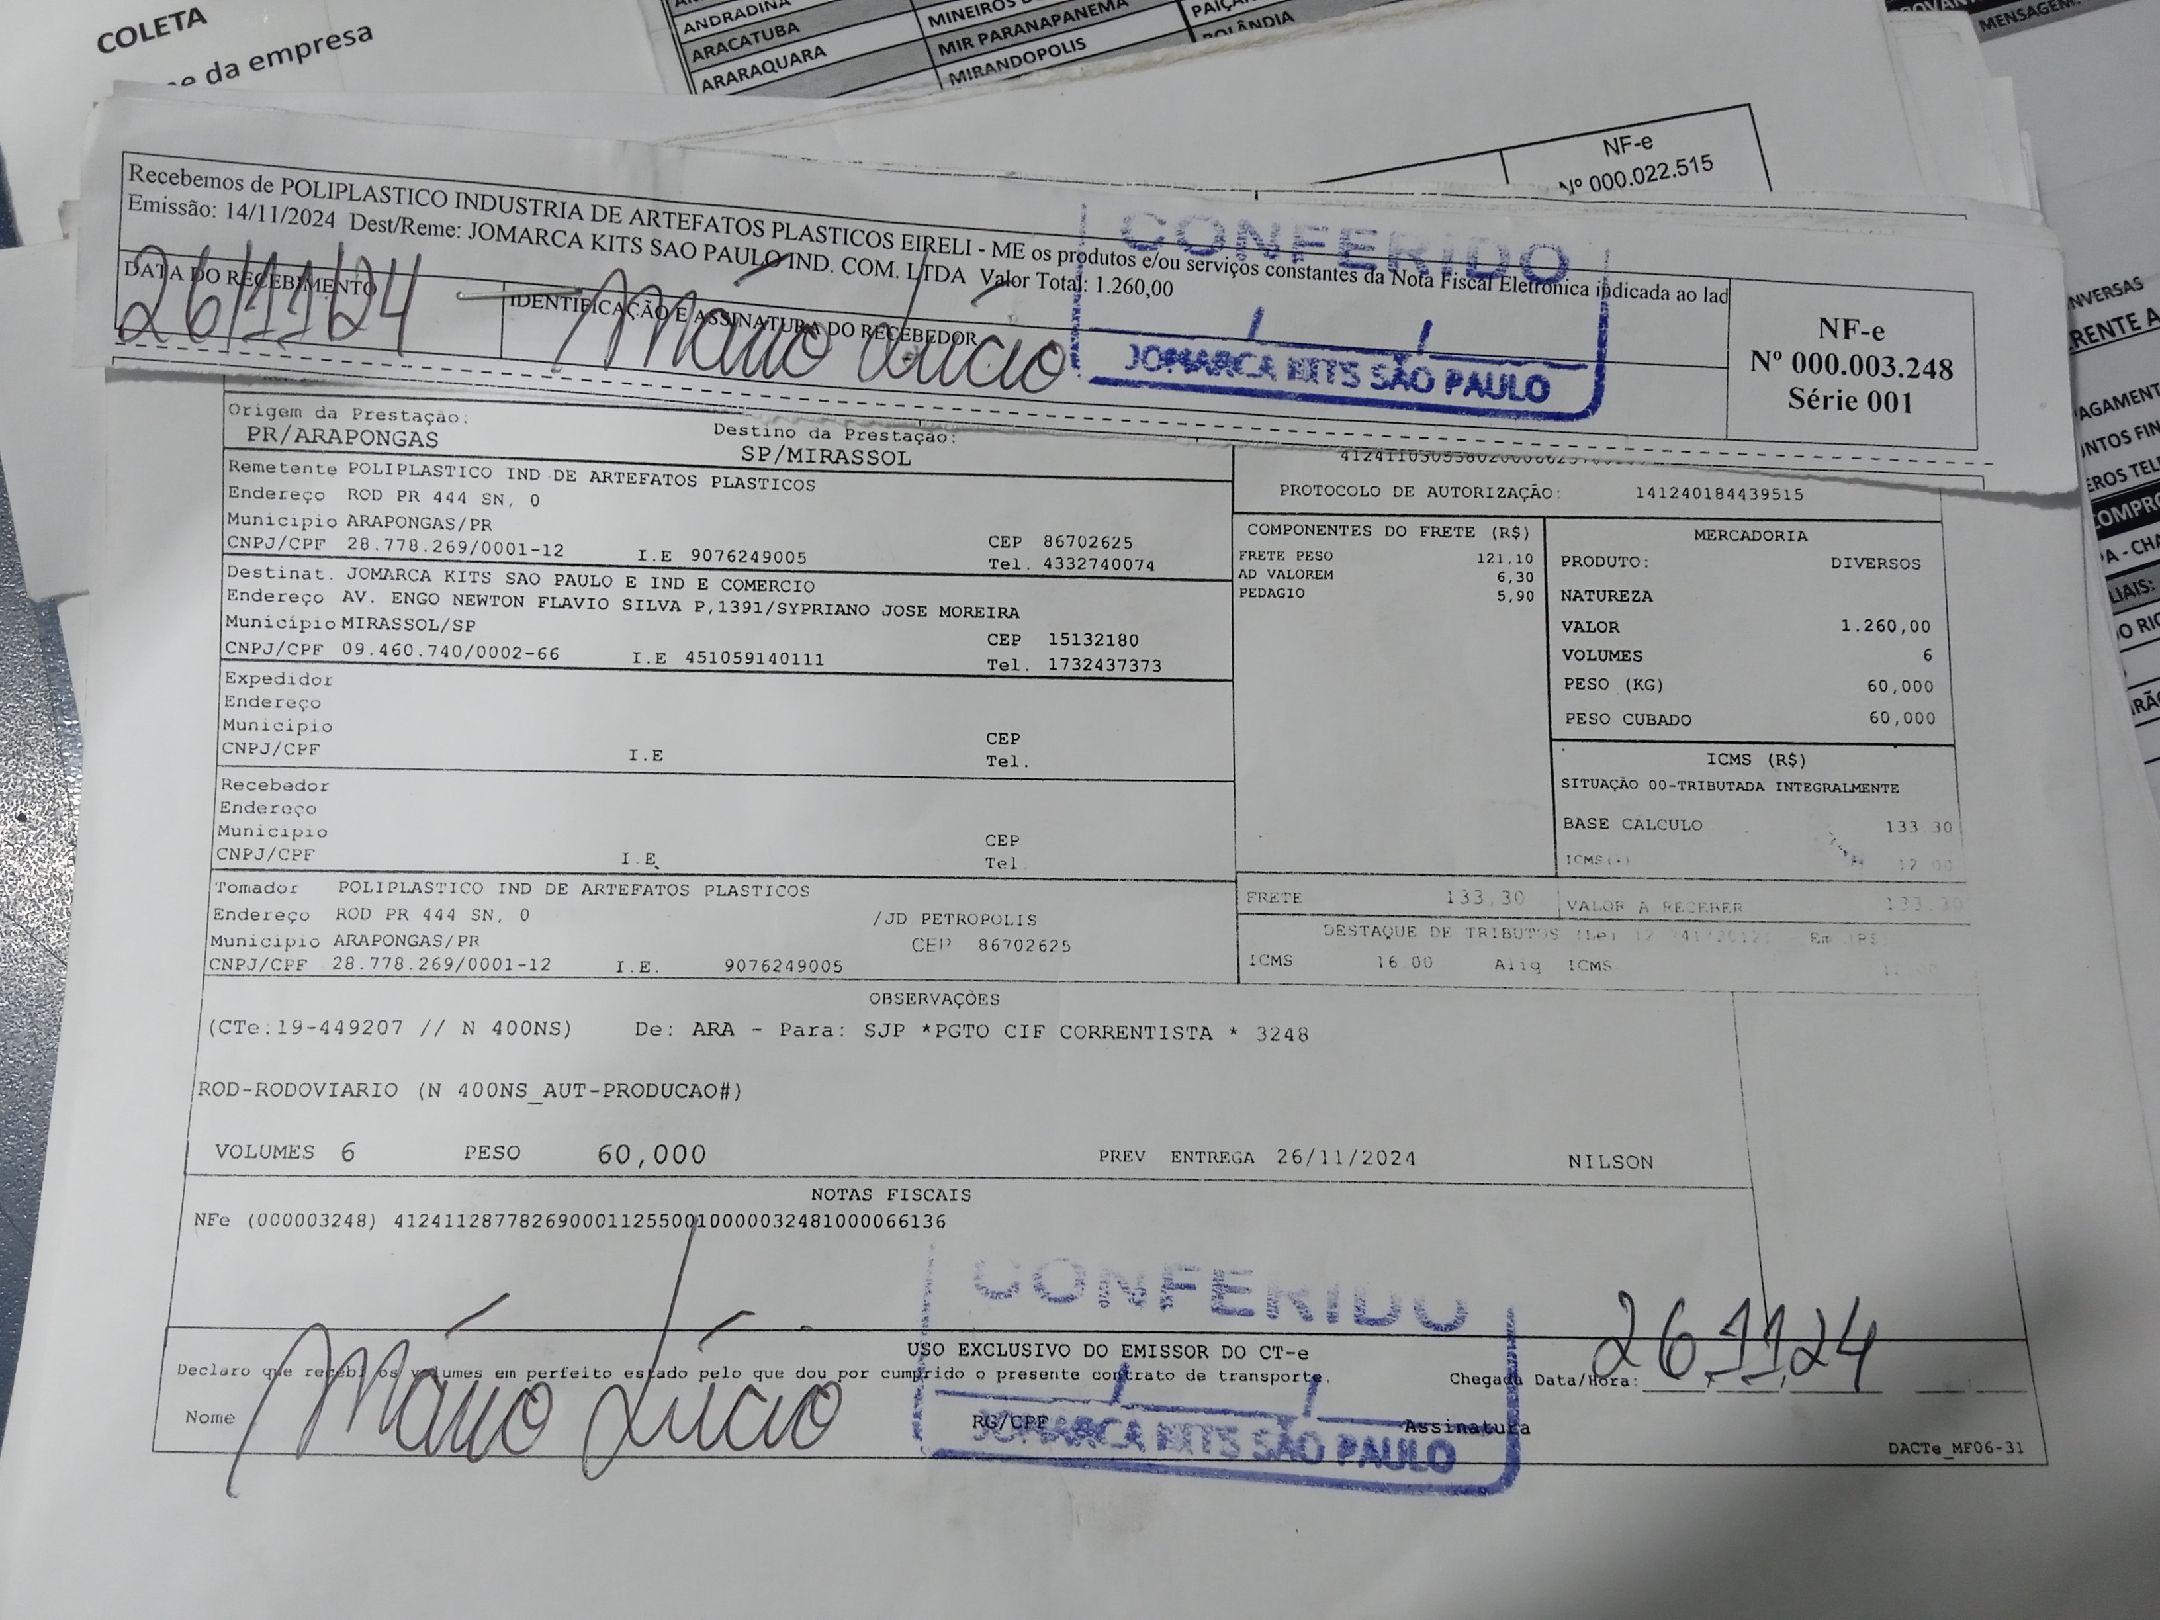 COLETA
da empresa
ANDRADINA
ARACATUBA
ARARAQUARA
MINEIROS
MIR PARANAPANEMA
MIRANDOPOLIS
ROLÂNDIA
MENSAGEM
NF-e
Nº 000.022.515
Recebemos de POLIPLASTICO INDUSTRIA DE ARTEFATOS PLASTICOS EIRELI - ME os produtos e/ou serviços constantes da Nota Fiscal Eletrônica indicada ao lad
Emissão: 14/11/2024 Dest/Reme: JOMARCA KITS SAO PAULO IND. COM. LTDA Valor Total: 1.260,00
DATA DO RECEBIMENTO
26/11/24
IDENTIFICAÇÃO E ASSINATURA DO RECEBEDOR
Mário Lúcio
CONFERIDO
JOMARCA KITS SÃO PAULO
NF-e
Nº 000.003.248
Série 001
Origem da Prestação:
PR/ARAPONGAS
Destino da Prestação:
SP/MIRASSOL
Remetente POLIPLASTICO IND DE ARTEFATOS PLASTICOS
Endereço ROD PR 444 SN, 0
Município ARAPONGAS/PR
CEP 86702625
CNPJ/CPF 28.778.269/0001-12 I.E 9076249005 Tel. 4332740074
Destinat. JOMARCA KITS SAO PAULO E IND E COMERCIO
Endereço AV. ENGO NEWTON FLAVIO SILVA P,1391/SYPRIANO JOSE MOREIRA
Município MIRASSOL/SP CEP 15132180
CNPJ/CPF 09.460.740/0002-66 I.E 451059140111 Tel. 1732437373
Expedidor
Endereço
Município CEP
CNPJ/CPF I.E Tel.
Recebedor
Endereço
Município CEP
CNPJ/CPF I.E Tel
Tomador POLIPLASTICO IND DE ARTEFATOS PLASTICOS
Endereço ROD PR 444 SN, 0 /JD PETROPOLIS
Município ARAPONGAS/PR CEP 86702625
CNPJ/CPF 28.778.269/0001-12 I.E. 9076249005
PROTOCOLO DE AUTORIZAÇÃO: 141240184439515
COMPONENTES DO FRETE (R$)
FRETE PESO 121,10
AD VALOREM 6,30
PEDAGIO 5,90
MERCADORIA
PRODUTO: DIVERSOS
NATUREZA
VALOR 1.260,00
VOLUMES 6
PESO (KG) 60,000
PESO CUBADO 60,000
ICMS (R$)
SITUAÇÃO 00-TRIBUTADA INTEGRALMENTE
BASE CALCULO 133,30
ICMS 12,00
FRETE 133,30 VALOR A RECEBER 133,30
DESTAQUE DE TRIBUTOS
ICMS 16.00 Aliq ICMS
OBSERVAÇÕES
(CTe:19-449207 // N 400NS) De: ARA - Para: SJP *PGTO CIF CORRENTISTA * 3248
ROD-RODOVIARIO (N 400NS_AUT-PRODUCAO#)
VOLUMES 6 PESO 60,000 PREV ENTREGA 26/11/2024 NILSON
NOTAS FISCAIS
NFe (000003248) 41241128778269000112550010000032481000066136
CONFERIDO
USO EXCLUSIVO DO EMISSOR DO CT-e
Declaro que recebi os volumes em perfeito estado pelo que dou por cumprido o presente contrato de transporte.
Chegada Data/Hora: 26 11 24
Nome Mário Lúcio RG/CPF Assinatura
JOMARCA KITS SÃO PAULO
DACTe_MF06-31